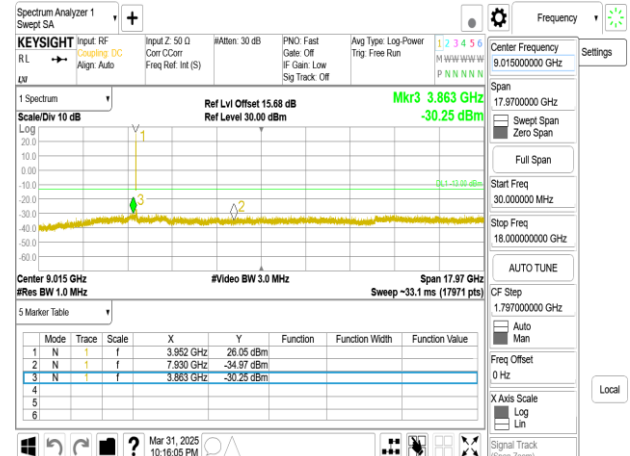 Spectrum Analyzer 1
Swept SA
Frequency
KEYSIGHT
RL
Input: RF
Coupling: DC
Align: Auto
Input Z: 50 Ω
Corr CCorr
Freq Ref: Int (S)
#Atten: 30 dB
PNO: Fast
Gate: Off
IF Gain: Low
Sig Track: Off
Avg Type: Log-Power
Trig: Free Run
1 2 3 4 5 6
M W W W W W
P N N N N N
LXI
1 Spectrum
Scale/Div 10 dB
Ref Lvl Offset 15.68 dB
Ref Level 30.00 dBm
Mkr3 3.863 GHz
-30.25 dBm
Log
20.0
10.0
0.00
-10.0
-20.0
-30.0
-40.0
-50.0
-60.0
1
3
2
DL1 -13.00 dBm
Center 9.015 GHz
#Res BW 1.0 MHz
#Video BW 3.0 MHz
Span 17.97 GHz
Sweep ~33.1 ms (17971 pts)
5 Marker Table
Mode Trace Scale X Y Function Function Width Function Value
1 N 1 f 3.952 GHz 26.05 dBm
2 N 1 f 7.930 GHz -34.97 dBm
3 N 1 f 3.863 GHz -30.25 dBm
4
5
6
?
Mar 31, 2025
10:16:05 PM
Center Frequency
9.015000000 GHz
Span
17.9700000 GHz
Swept Span
Zero Span
Full Span
Start Freq
30.000000 MHz
Stop Freq
18.000000000 GHz
AUTO TUNE
CF Step
1.797000000 GHz
Auto
Man
Freq Offset
0 Hz
X Axis Scale
Log
Lin
Signal Track
(Span Zoom)
Settings
Local